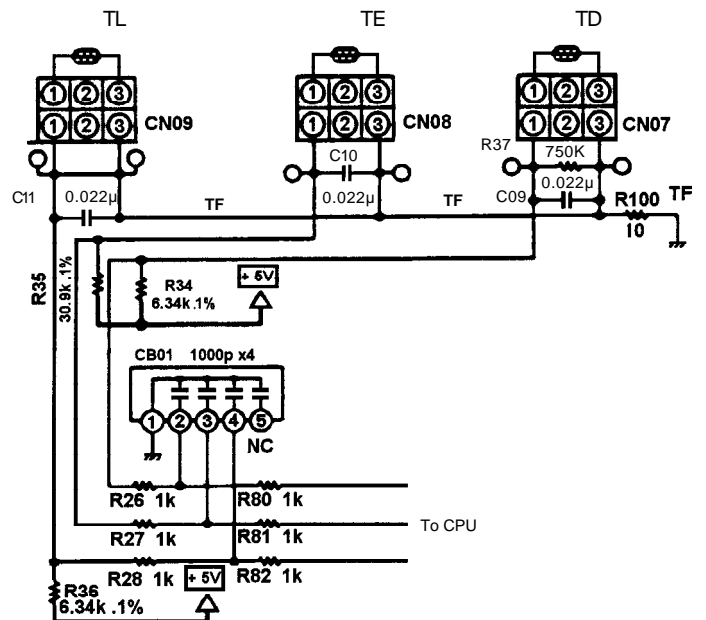 TL TE TD
1 2 3 1 2 3 1 2 3
1 2 3 CN09 1 2 3 CN08 1 2 3 CN07
R37 750K
C10
C11 0.022µ TF 0.022µ TF C09 0.022µ R100 TF
10
R35
30.9k .1%
R34
6.34k .1%
+ 5V
CB01 1000p x4
1 2 3 4 5
NC
R26 1k R80 1k
R27 1k R81 1k To CPU
R28 1k R82 1k
+ 5V
R36
6.34k .1%